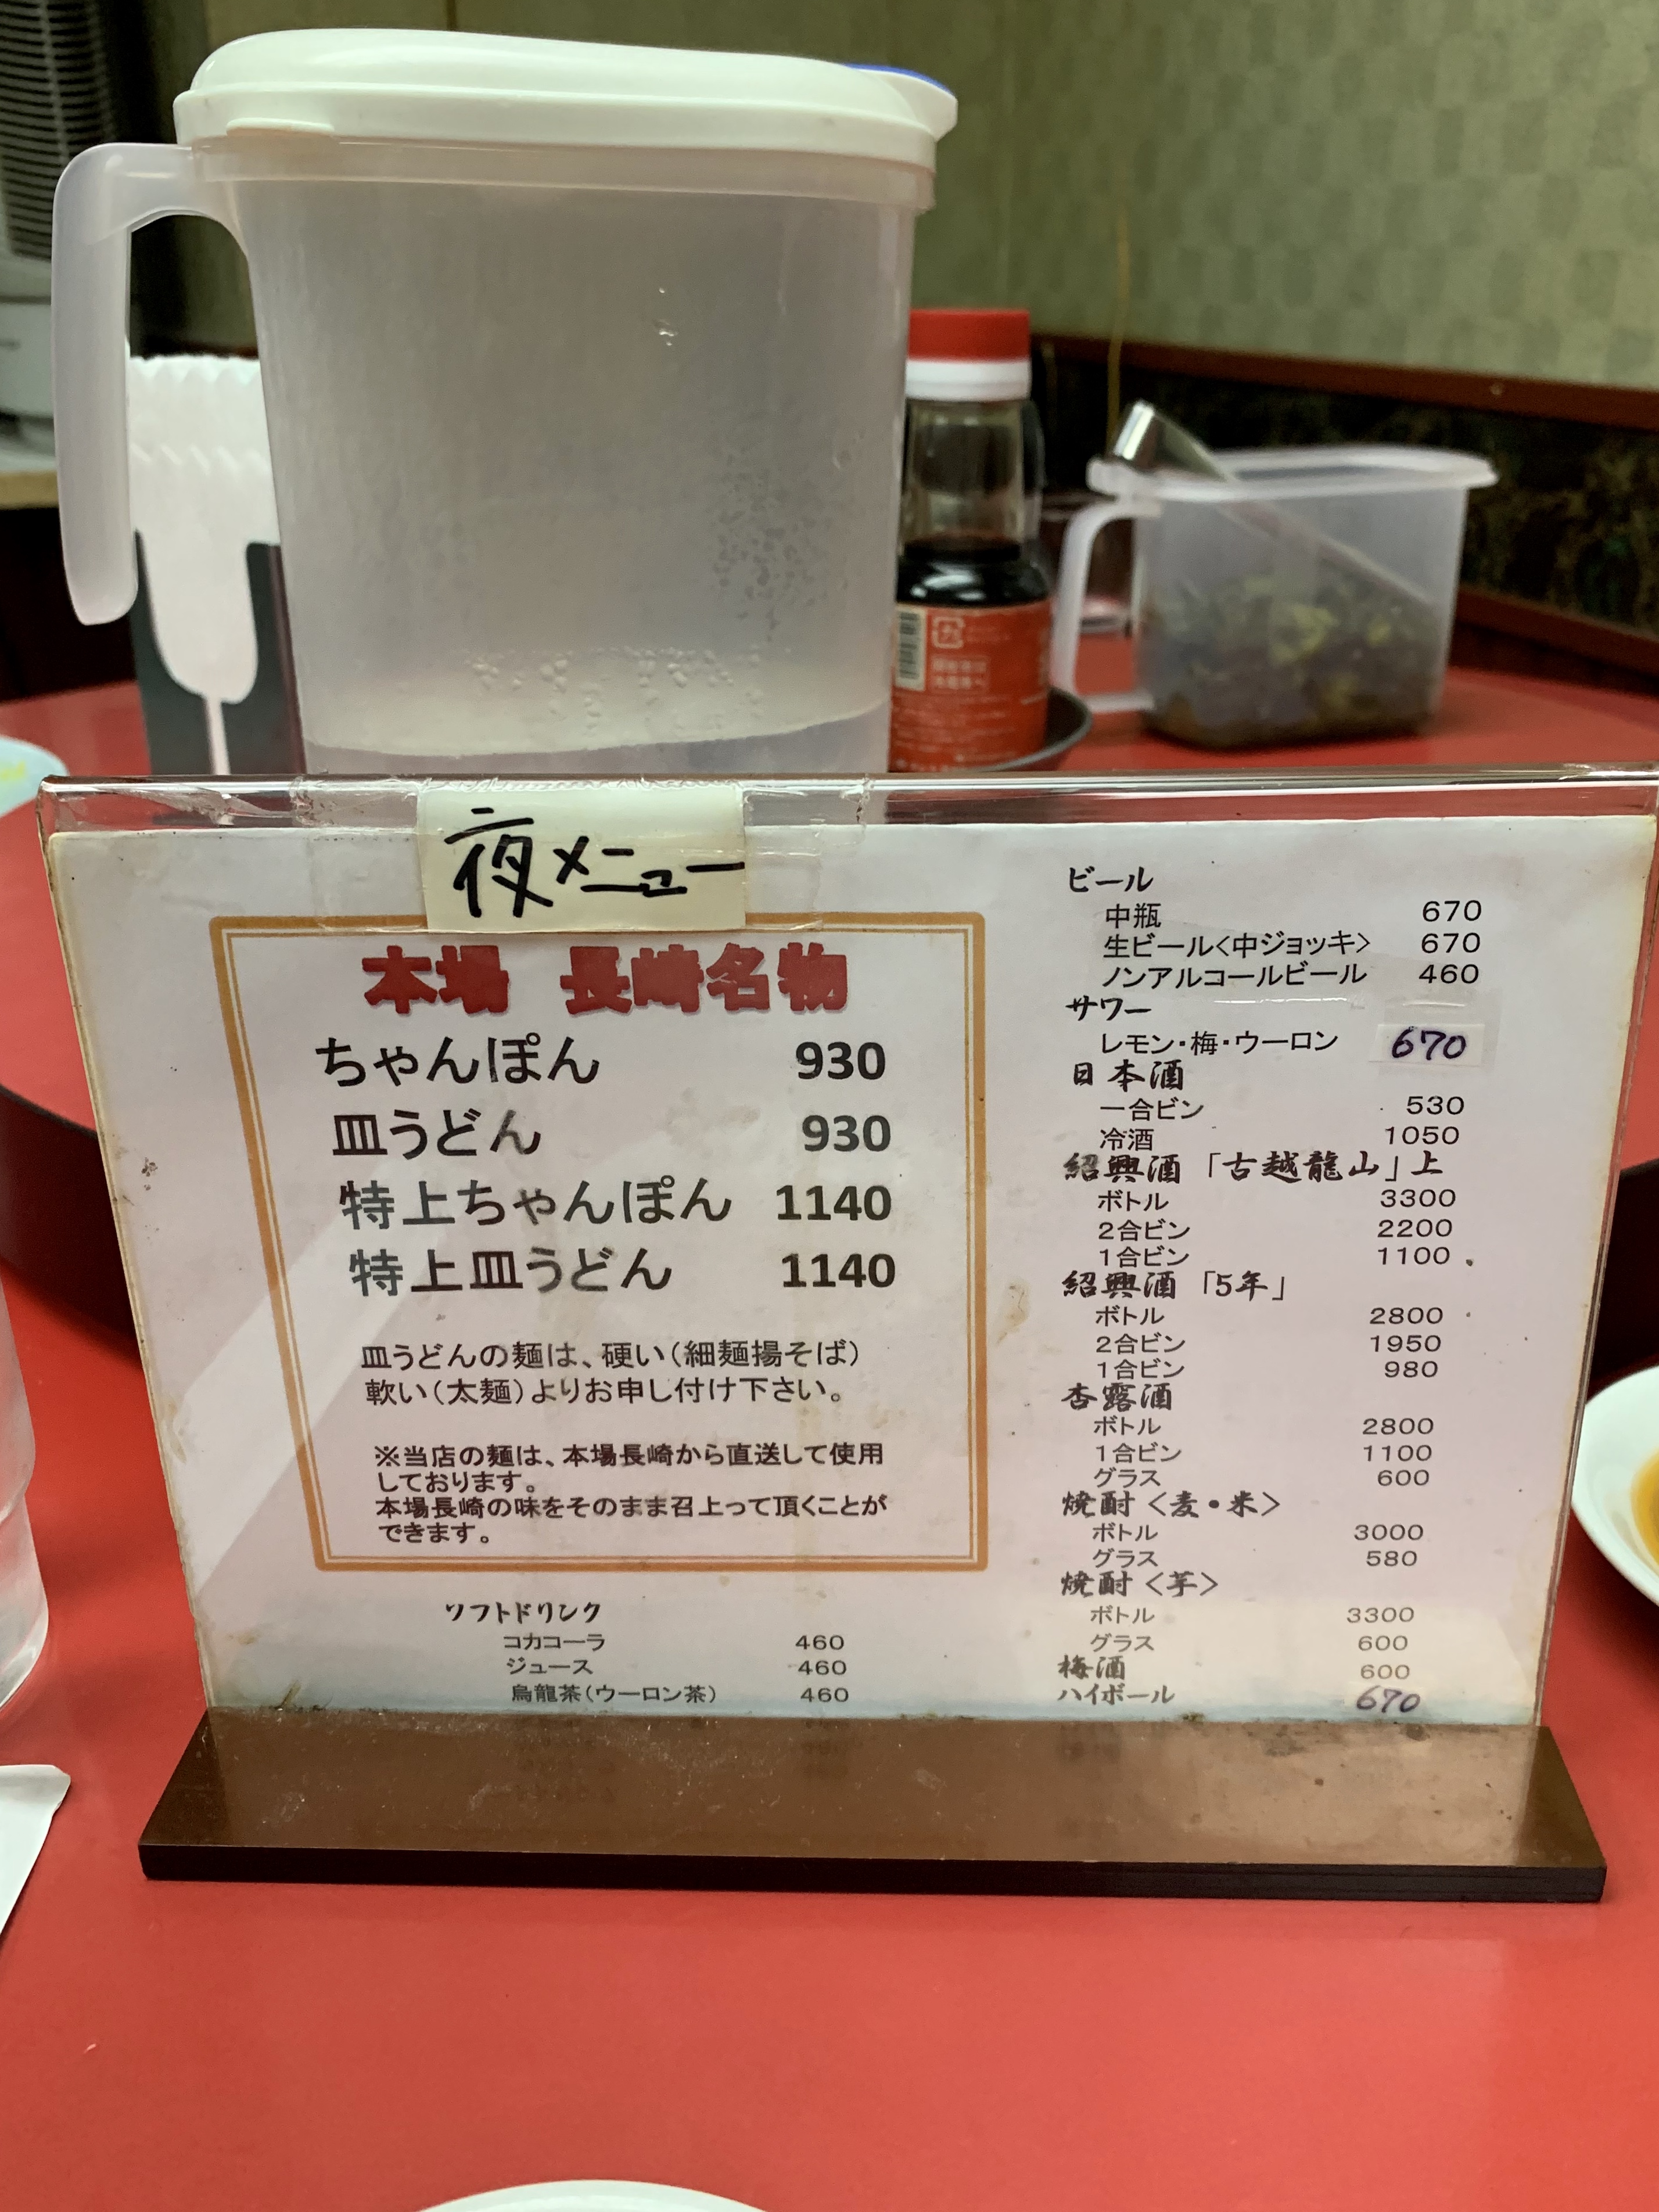 夜メニュー
本場 長崎名物
ちゃんぽん 930
皿うどん 930
特上ちゃんぽん 1140
特上皿うどん 1140
皿うどんの麺は、硬い(細麺揚そば)
軟い(太麺)よりお申し付け下さい。
※当店の麺は、本場長崎から直送して使用
しております。
本場長崎の味をそのまま召上って頂くことが
できます。
ソフトドリンク
コカコーラ 460
ジュース 460
烏龍茶(ウーロン茶) 460
ビール
中瓶 670
生ビール<中ジョッキ> 670
ノンアルコールビール 460
サワー
レモン・梅・ウーロン 670
日本酒
一合ビン 530
冷酒 1050
紹興酒「古越龍山」上
ボトル 3300
2合ビン 2200
1合ビン 1100
紹興酒「5年」
ボトル 2800
2合ビン 1950
1合ビン 980
杏露酒
ボトル 2800
1合ビン 1100
グラス 600
焼酎<麦・米>
ボトル 3000
グラス 580
焼酎<芋>
ボトル 3300
グラス 600
梅酒 600
ハイボール 670